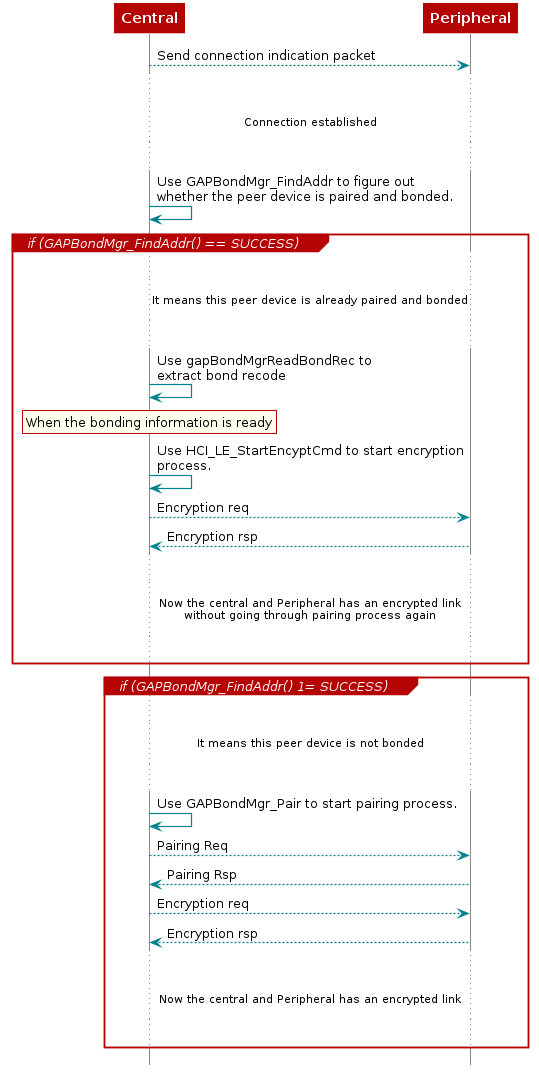 Central
Peripheral
Send connection indication packet
Connection established
Use GAPBondMgr_FindAddr to figure out
whether the peer device is paired and bonded.
if (GAPBondMgr_FindAddr() == SUCCESS)
It means this peer device is already paired and bonded
Use gapBondMgrReadBondRec to
extract bond recode
When the bonding information is ready
Use HCI_LE_StartEncyptCmd to start encryption
process.
Encryption req
Encryption rsp
Now the central and Peripheral has an encrypted link
without going through pairing process again
if (GAPBondMgr_FindAddr() 1= SUCCESS)
It means this peer device is not bonded
Use GAPBondMgr_Pair to start pairing process.
Pairing Req
Pairing Rsp
Encryption req
Encryption rsp
Now the central and Peripheral has an encrypted link